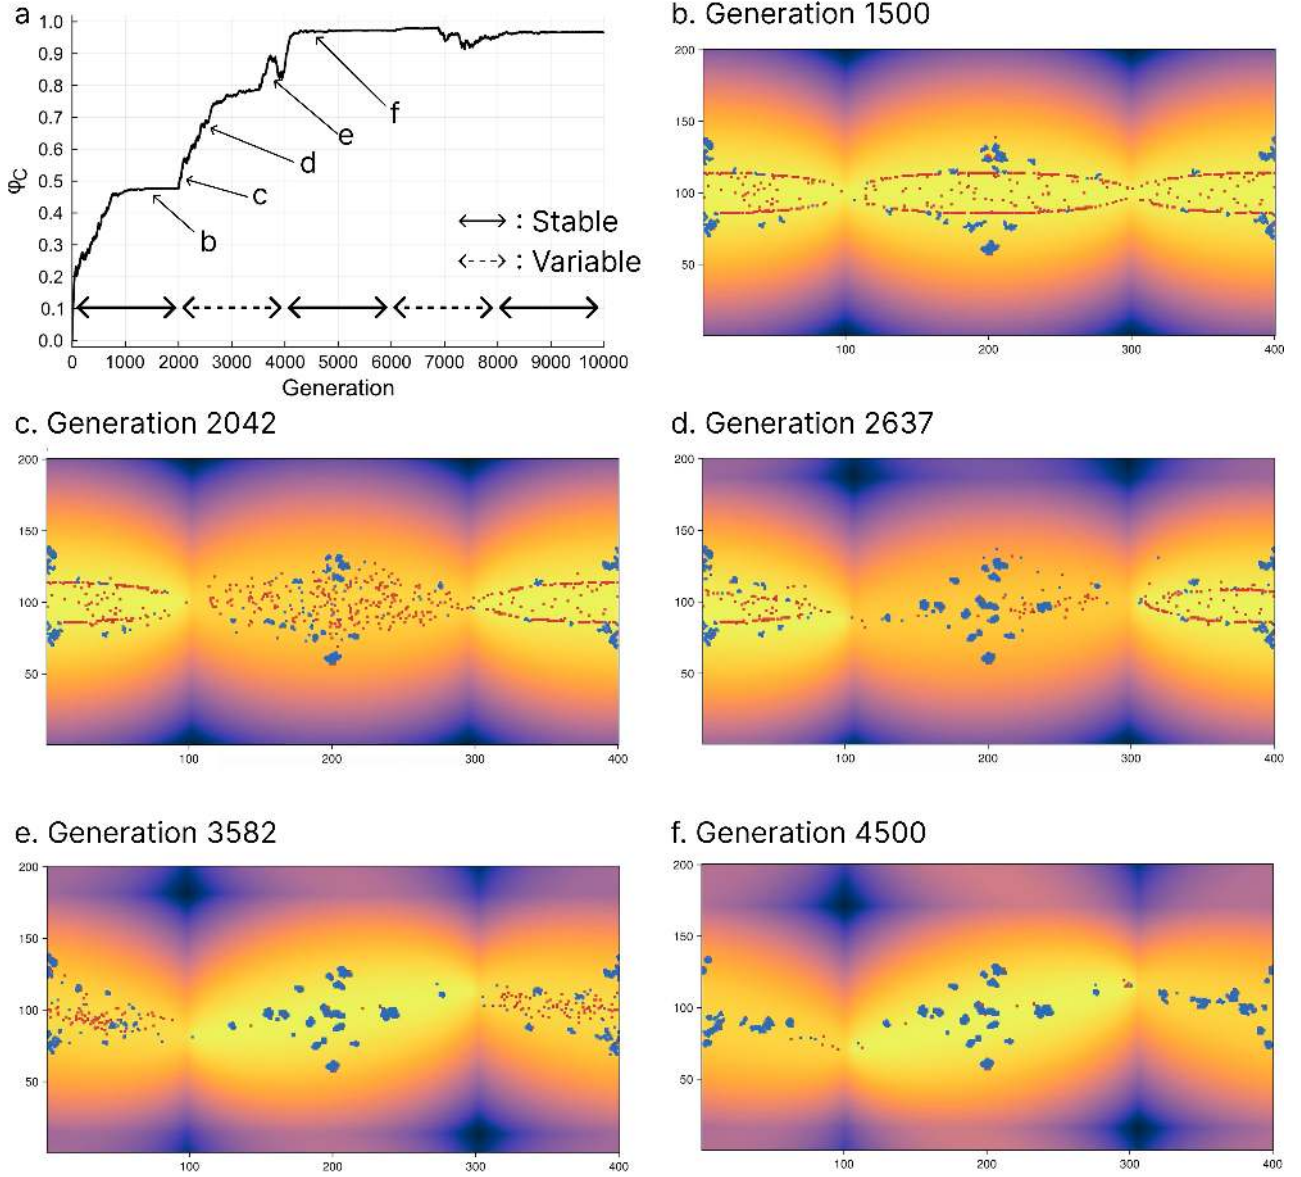 a
1.0
0.9
0.8
0.7
0.6
0.5
0.4
0.3
0.2
0.1
0.0
φC
f
e
d
c
b
: Stable
: Variable
0 1000 2000 3000 4000 5000 6000 7000 8000 9000 10000
Generation
b. Generation 1500
200
150
100
50
100 200 300 400
c. Generation 2042
200
150
100
50
100 200 300 400
d. Generation 2637
200
150
100
50
100 200 300 400
e. Generation 3582
200
150
100
50
100 200 300 400
f. Generation 4500
200
150
100
50
100 200 300 400